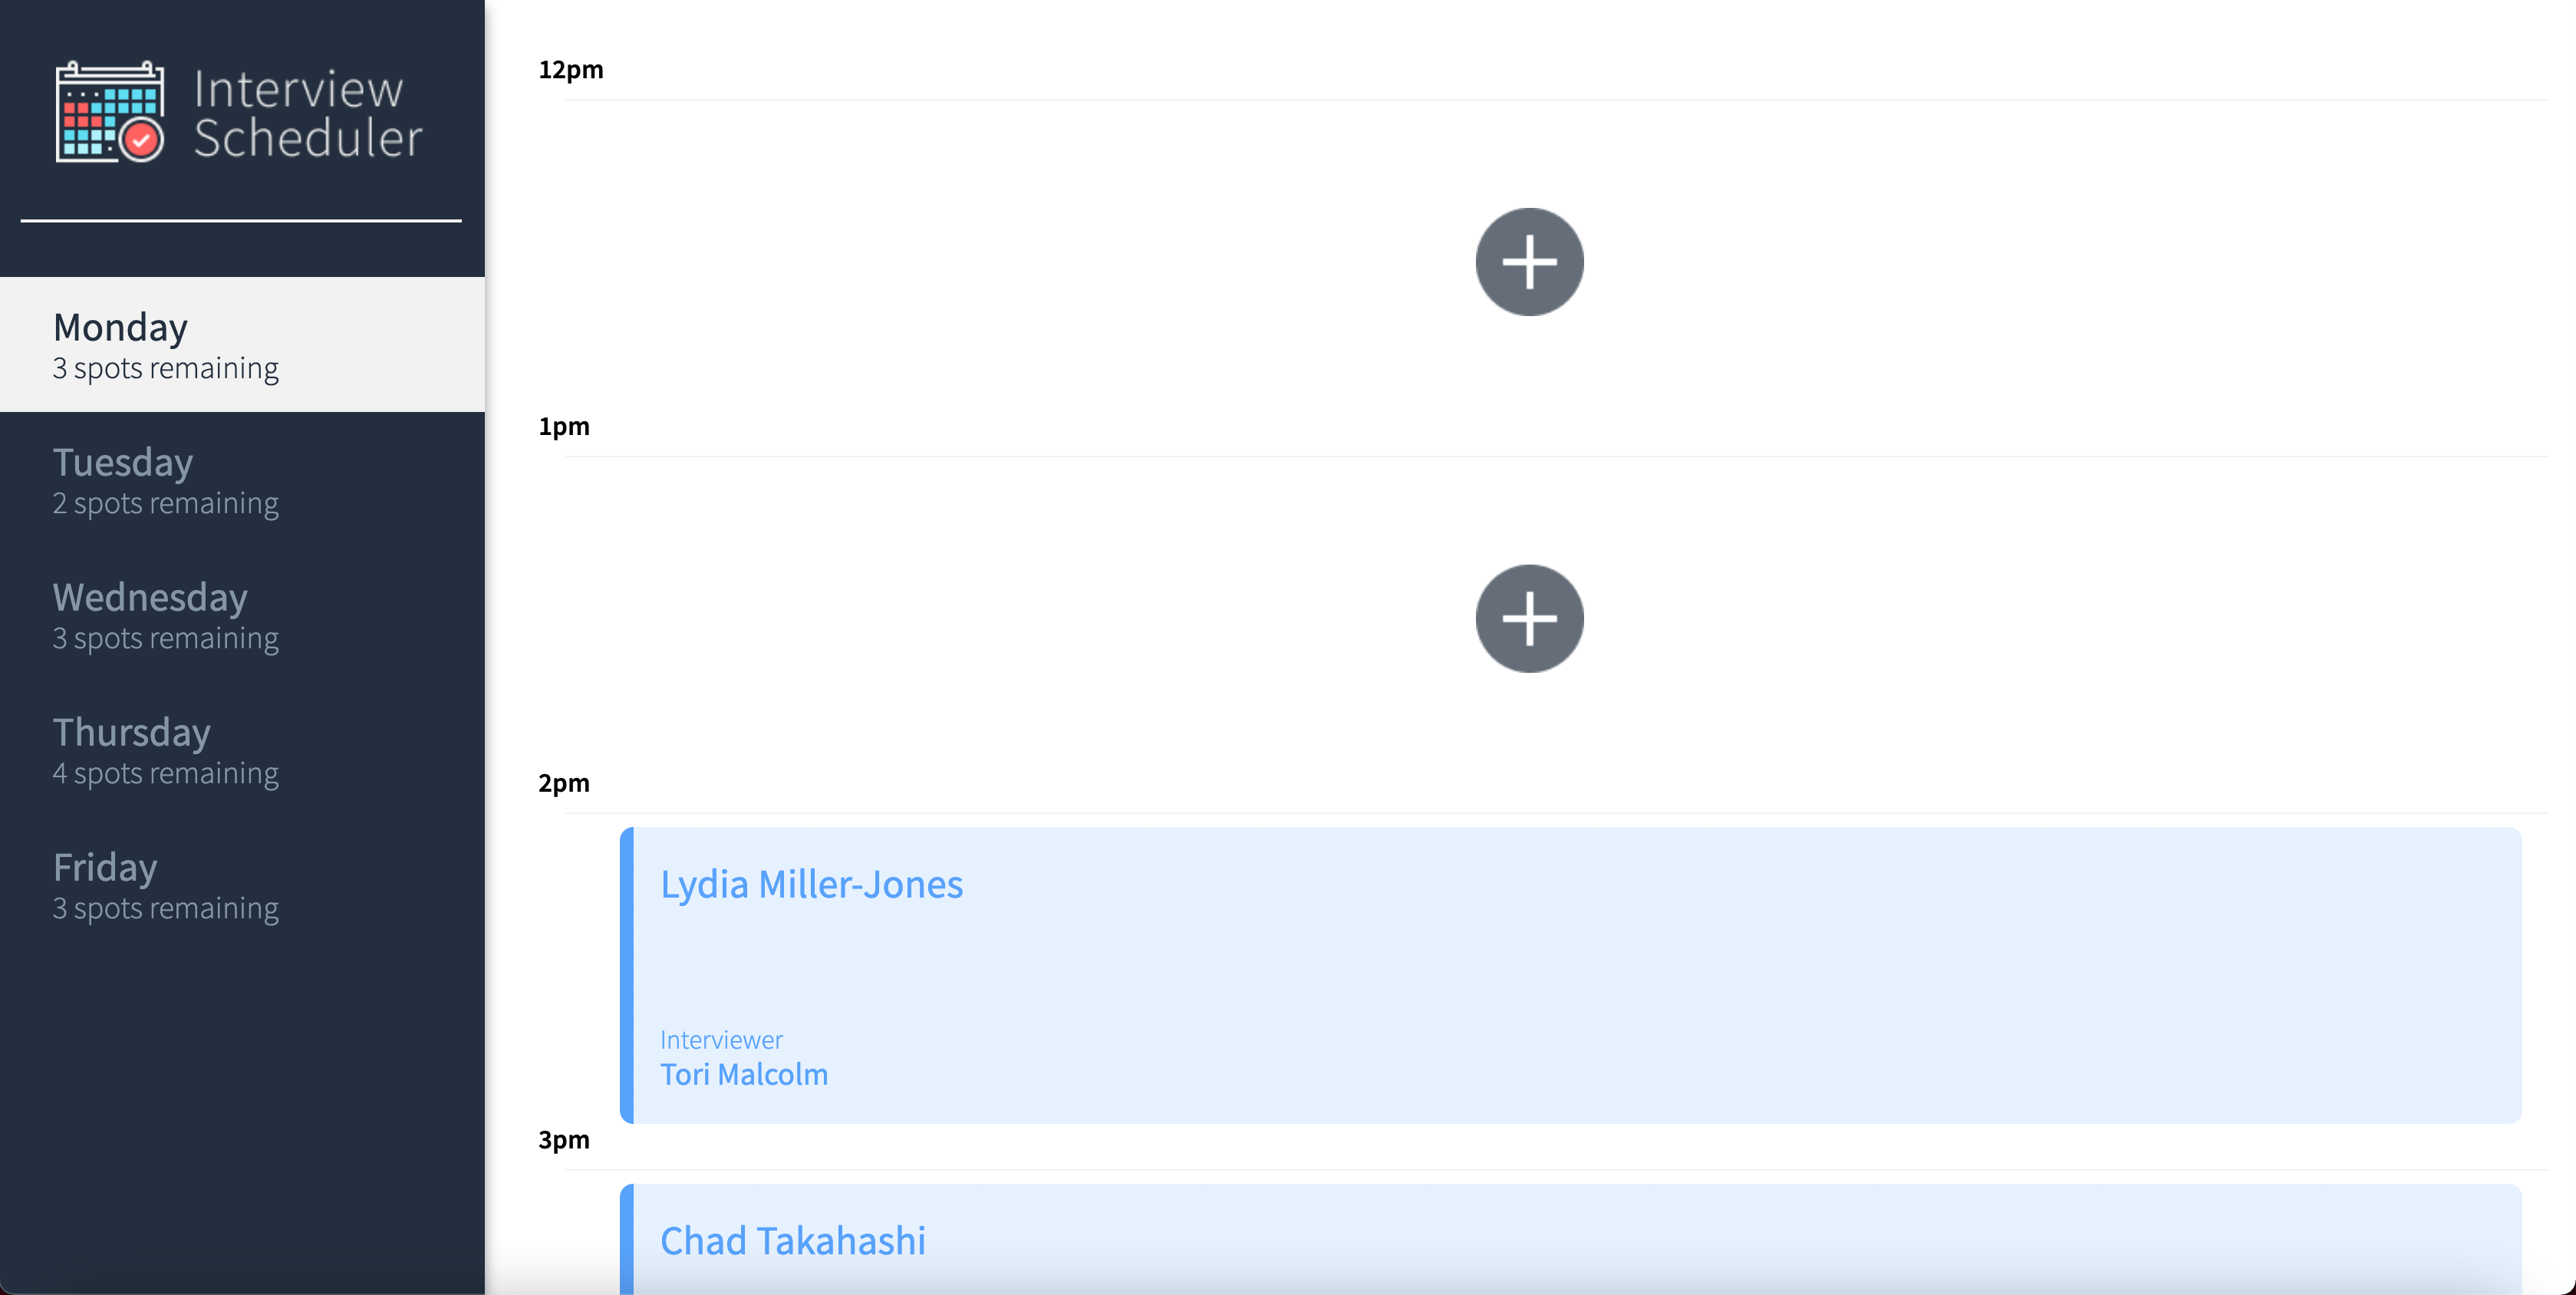 Interview
Scheduler
Monday
3 spots remaining
Tuesday
2 spots remaining
Wednesday
3 spots remaining
Thursday
4 spots remaining
Friday
3 spots remaining
12pm
1pm
2pm
Lydia Miller-Jones
Interviewer
Tori Malcolm
3pm
Chad Takahashi